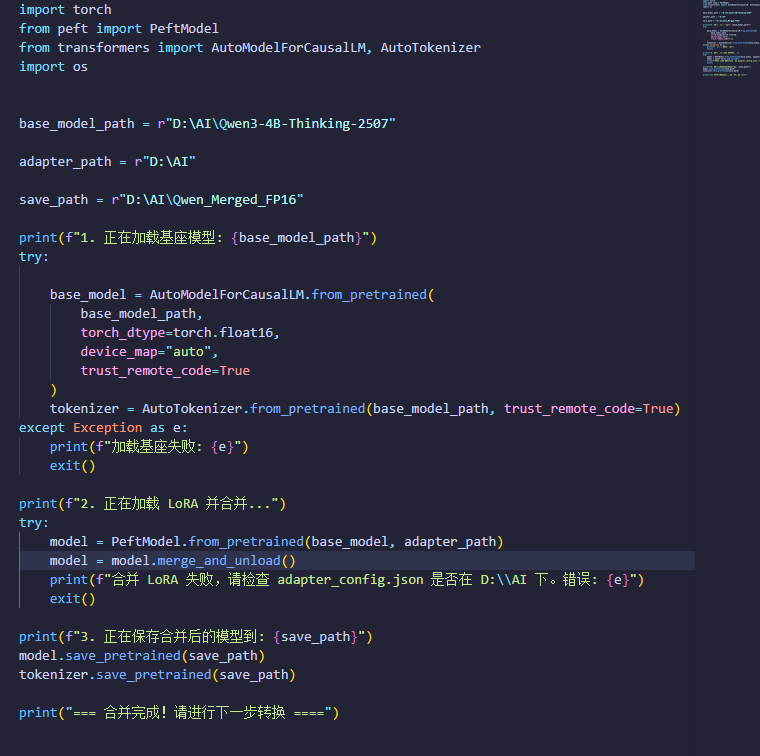 import torch
from peft import PeftModel
from transformers import AutoModelForCausalLM, AutoTokenizer
import os
base_model_path = r"D:\AI\Qwen3-4B-Thinking-2507"
adapter_path = r"D:\AI"
save_path = r"D:\AI\Qwen_Merged_FP16"
print(f"1. 正在加载基座模型: {base_model_path}")
try:
    base_model = AutoModelForCausalLM.from_pretrained(
        base_model_path,
        torch_dtype=torch.float16,
        device_map="auto",
        trust_remote_code=True
    )
    tokenizer = AutoTokenizer.from_pretrained(base_model_path, trust_remote_code=True)
except Exception as e:
    print(f"加载基座失败: {e}")
    exit()
print(f"2. 正在加载 LoRA 并合并...")
try:
    model = PeftModel.from_pretrained(base_model, adapter_path)
    model = model.merge_and_unload()
    print(f"合并 LoRA 失败，请检查 adapter_config.json 是否在 D:\\AI 下。错误: {e}")
    exit()
print(f"3. 正在保存合并后的模型到: {save_path}")
model.save_pretrained(save_path)
tokenizer.save_pretrained(save_path)
print("=== 合并完成！请进行下一步转换 ====")